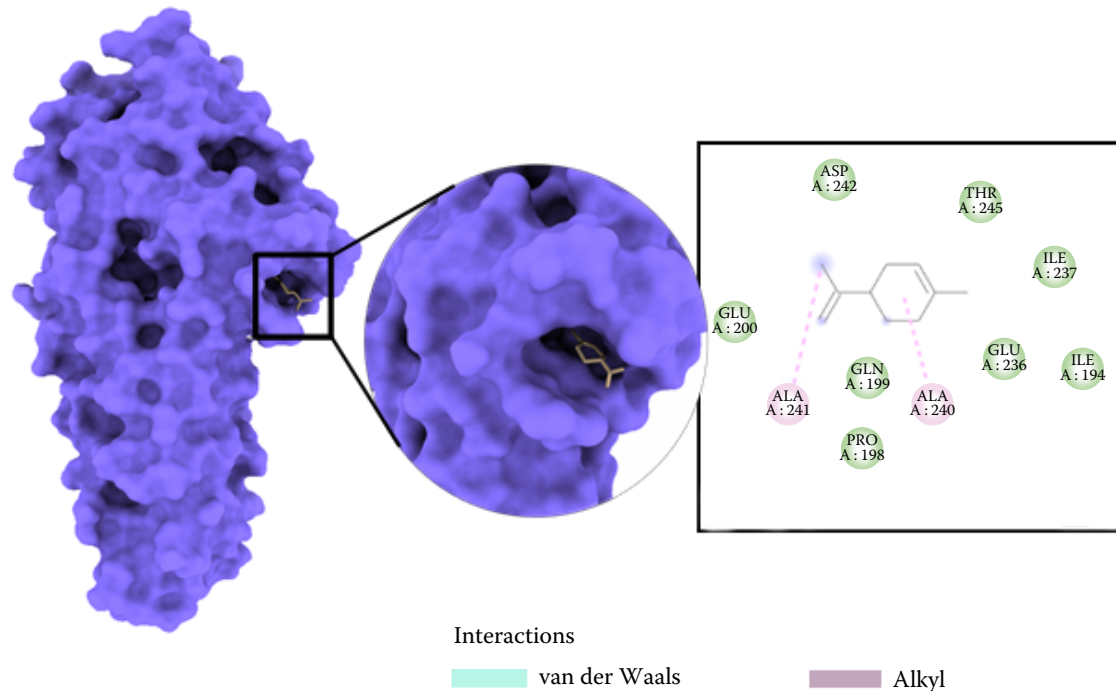 ASP
A : 242
THR
A : 245
ILE
A : 237
GLU
A : 200
GLU
A : 236
ILE
A : 194
GLN
A : 199
ALA
A : 241
ALA
A : 240
PRO
A : 198
Interactions
van der Waals
Alkyl